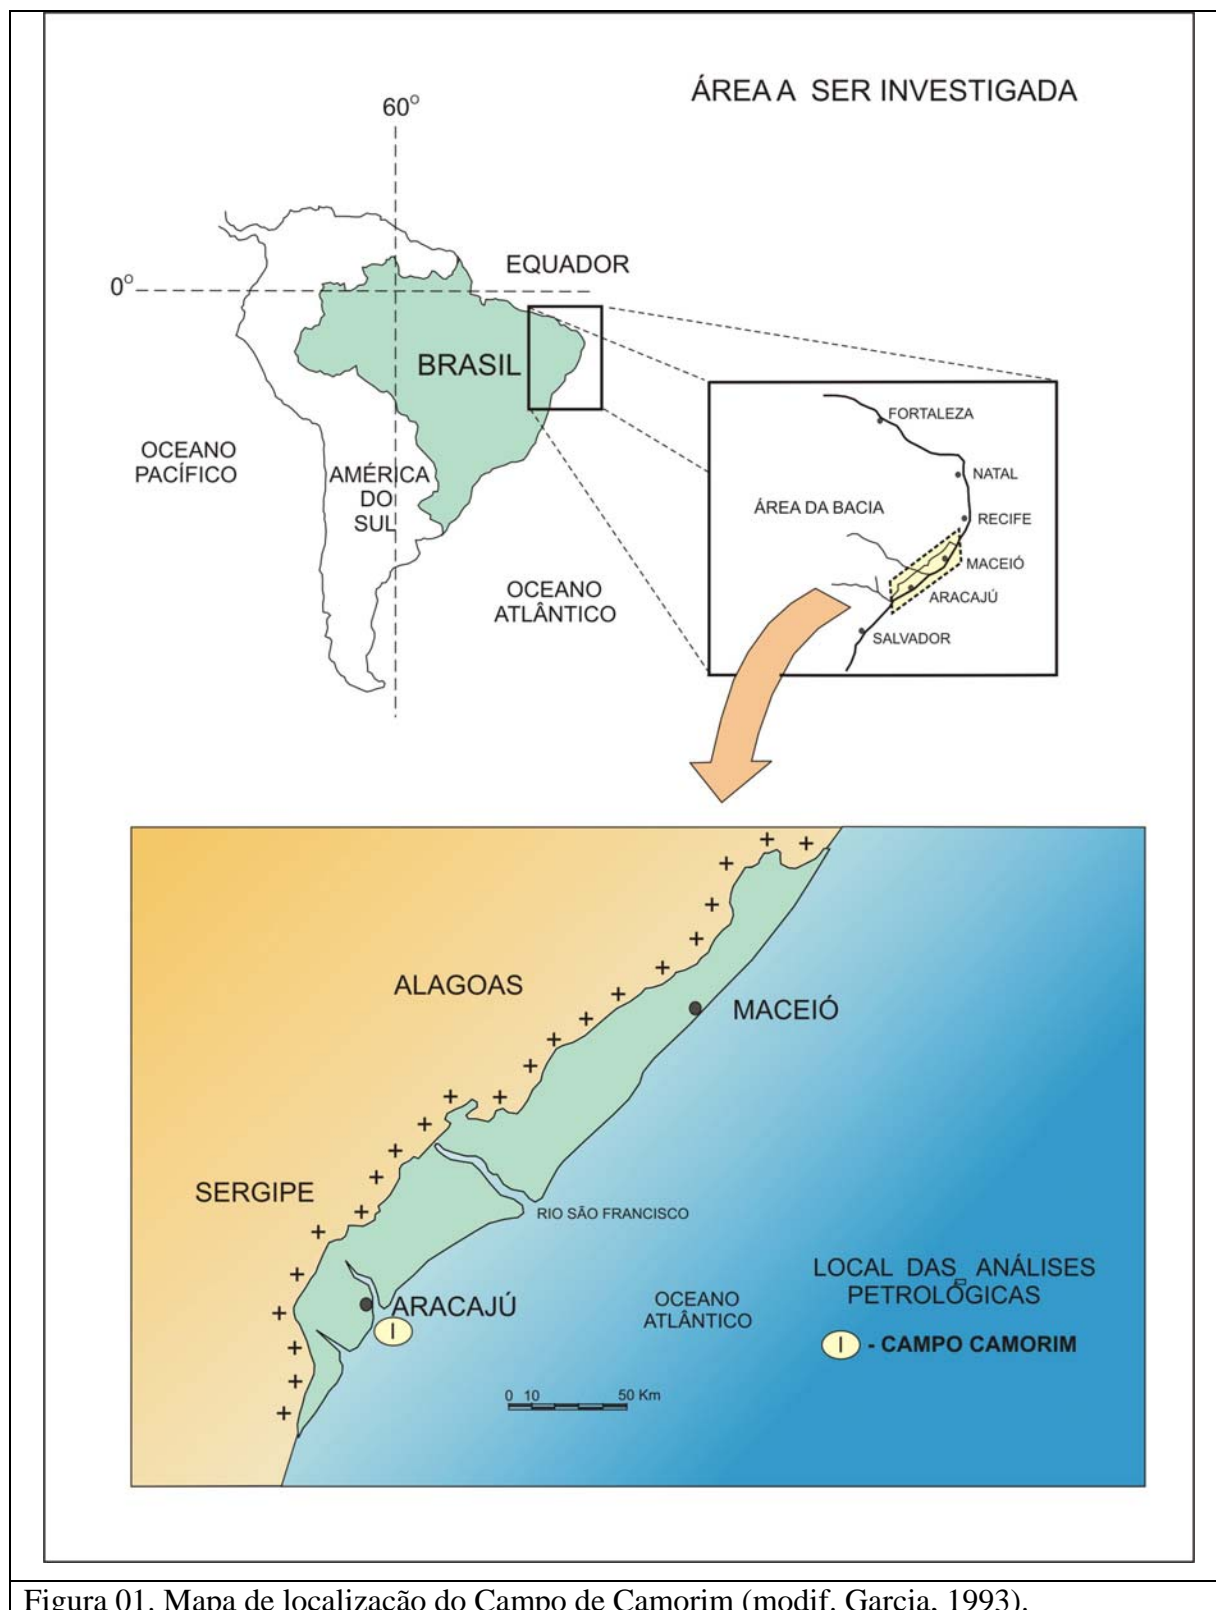 ÁREA A SER INVESTIGADA
60°
EQUADOR
0°
BRASIL
OCEANO
PACÍFICO
AMÉRICA
DO
SUL
OCEANO
ATLÂNTICO
FORTALEZA
NATAL
ÁREA DA BACIA
RECIFE
MACEIÓ
ARACAJÚ
SALVADOR
ALAGOAS
MACEIÓ
SERGIPE
RIO SÃO FRANCISCO
ARACAJÚ
I
OCEANO
ATLÂNTICO
LOCAL DAS ANÁLISES
PETROLÓGICAS
I - CAMPO CAMORIM
0 10 50 Km
Figura 01. Mapa de localização do Campo de Camorim (modif. Garcia, 1993).